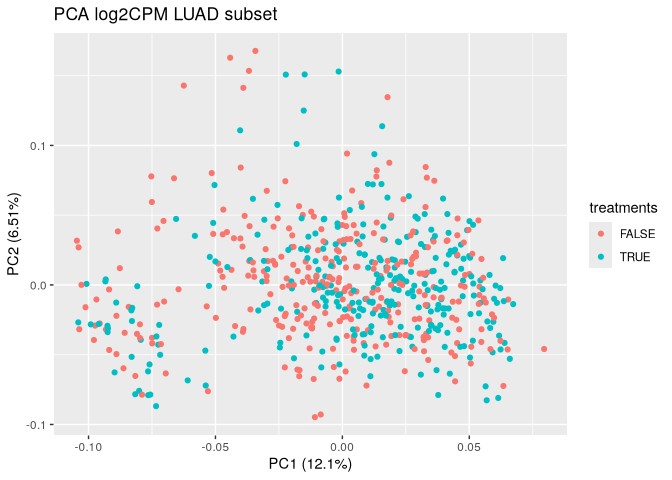 PCA log2CPM LUAD subset
PC2 (6.51%)
0.1
0.0
-0.1
-0.10
-0.05
0.00
0.05
PC1 (12.1%)
treatments
FALSE
TRUE